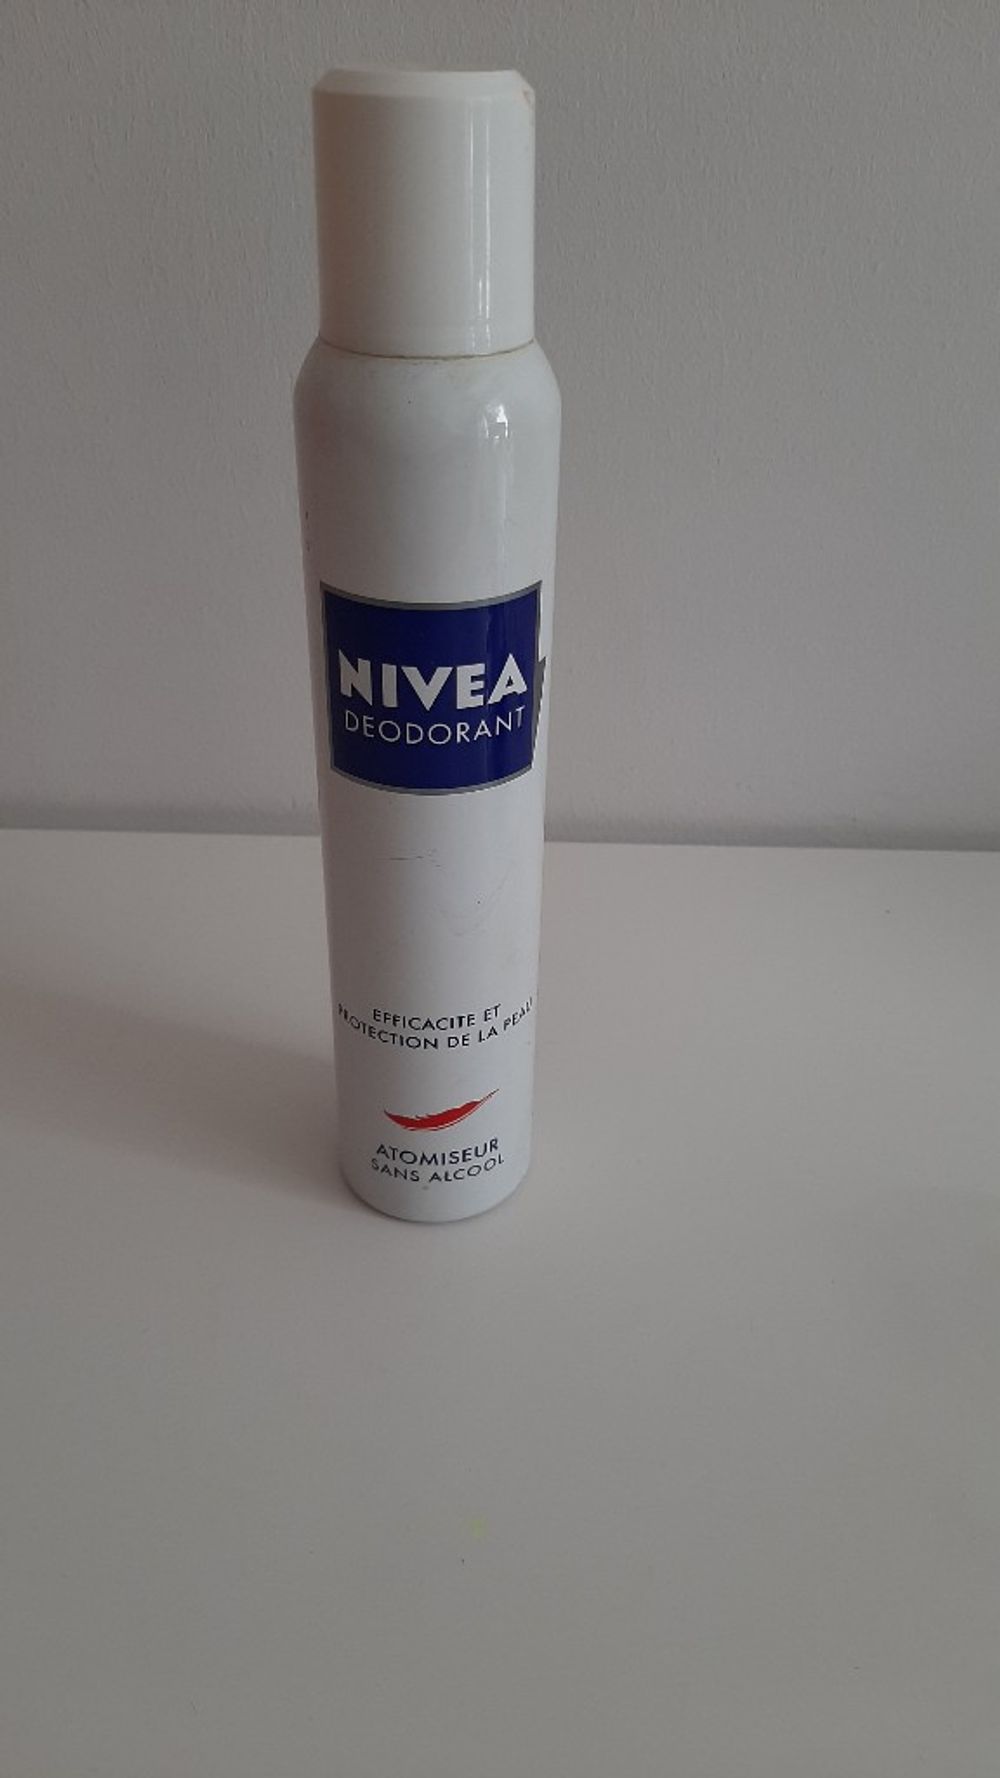 NIVEA
DEODORANT
EFFICACITE ET
PROTECTION DE LA PEAU
ATOMISEUR
SANS ALCOOL